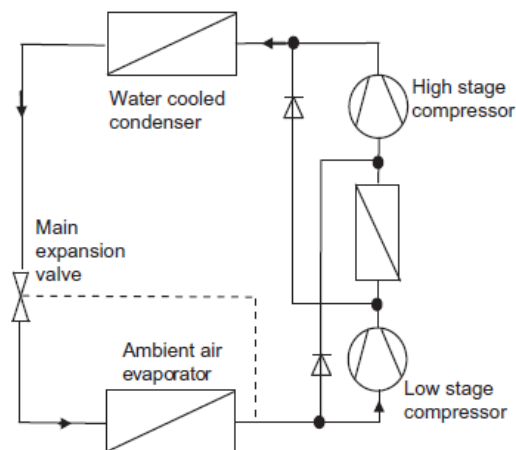 Water cooled
condenser
High stage
compressor
Main
expansion
valve
Ambient air
evaporator
Low stage
compressor